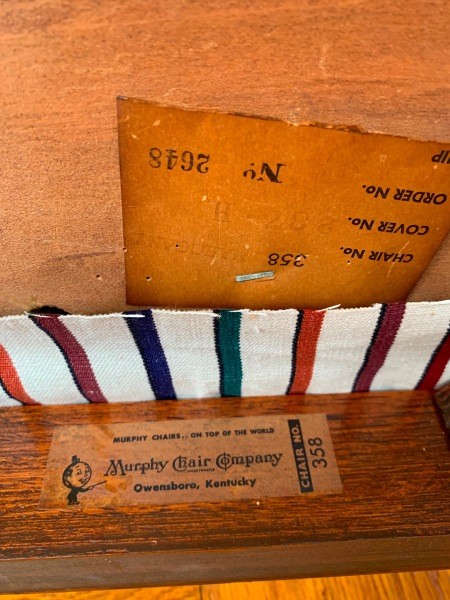 No. 2648
SHIP
ORDER No.
COVER No.
CHAIR No. 358
MURPHY CHAIRS.. ON TOP OF THE WORLD
Murphy Chair Company
Owensboro, Kentucky
CHAIR NO.
358